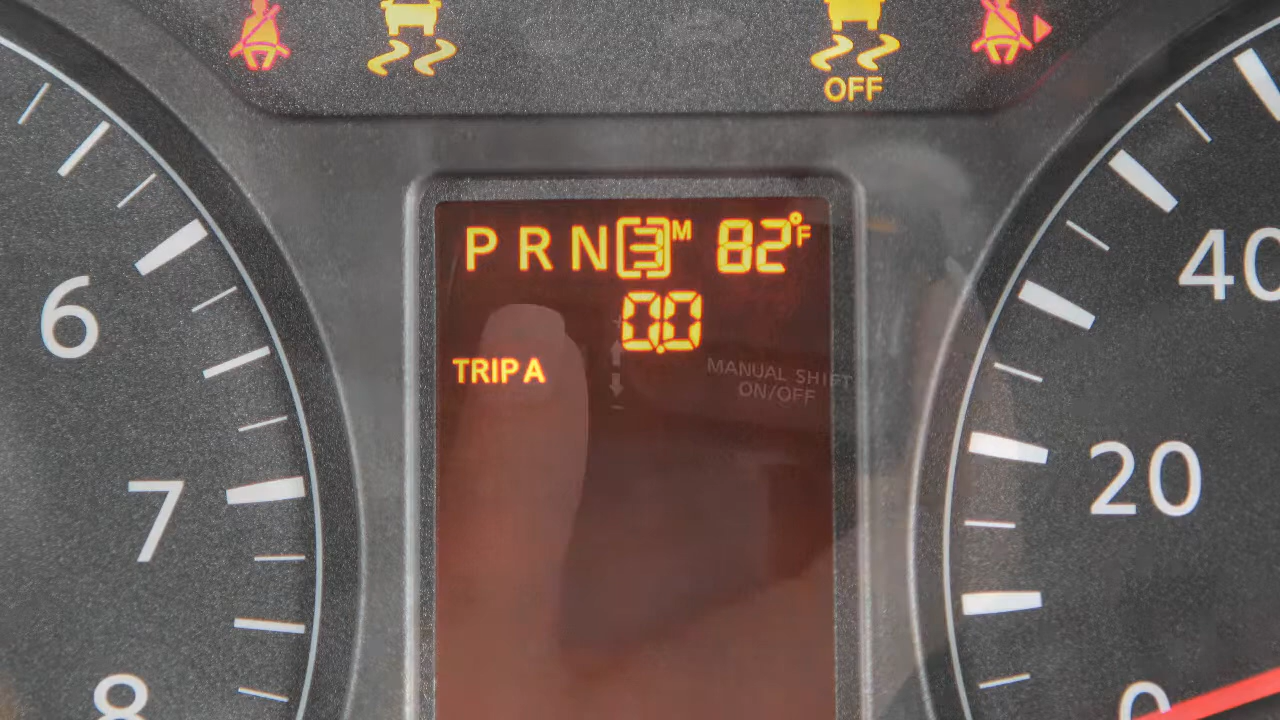 OFF
P R N [3]M 82°F
0.0
TRIP A
MANUAL SHIFT
ON/OFF
6
7
8
40
20
0